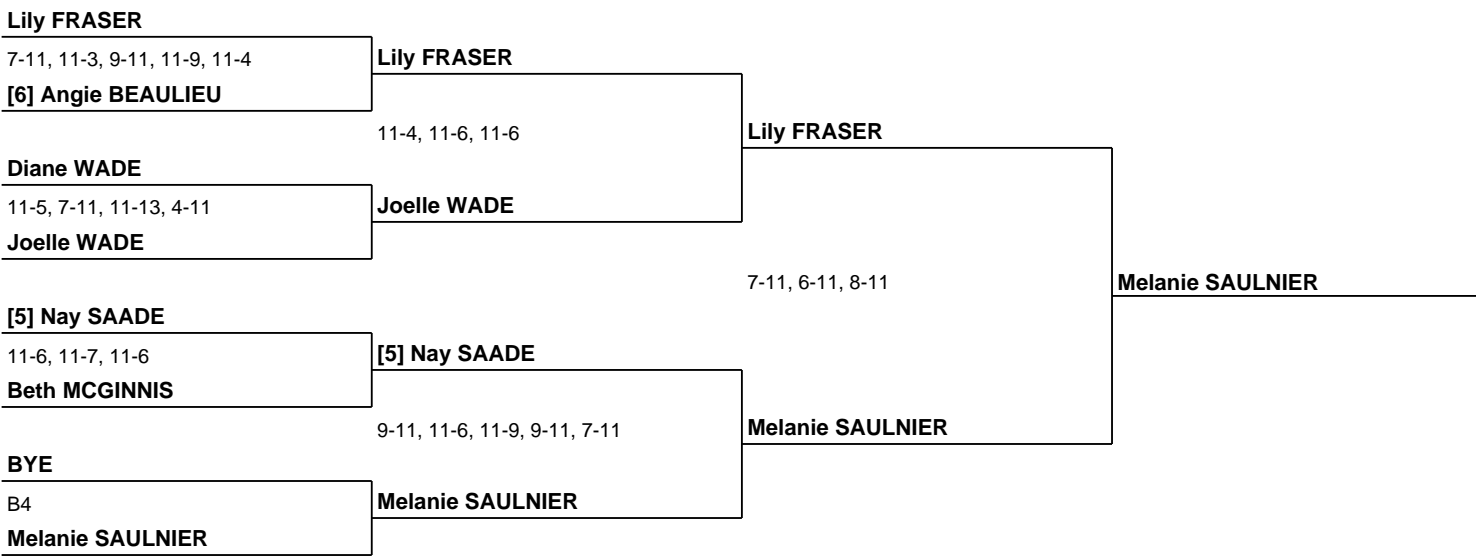 Lily FRASER
7-11, 11-3, 9-11, 11-9, 11-4
Lily FRASER
[6] Angie BEAULIEU
11-4, 11-6, 11-6
Lily FRASER
Diane WADE
11-5, 7-11, 11-13, 4-11
Joelle WADE
Joelle WADE
7-11, 6-11, 8-11
Melanie SAULNIER
[5] Nay SAADE
11-6, 11-7, 11-6
[5] Nay SAADE
Beth MCGINNIS
9-11, 11-6, 11-9, 9-11, 7-11
Melanie SAULNIER
BYE
B4
Melanie SAULNIER
Melanie SAULNIER